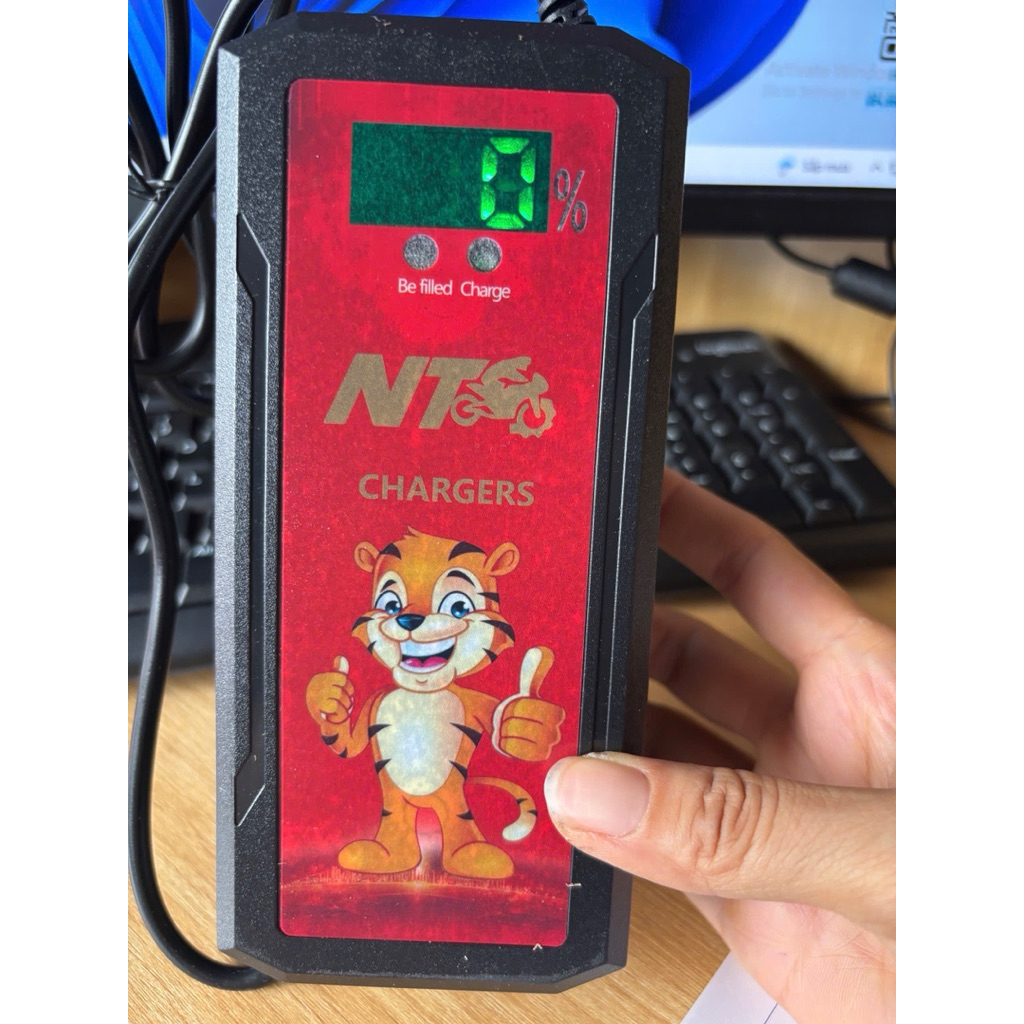 0 %
Be filled Charge
NT
CHARGERS